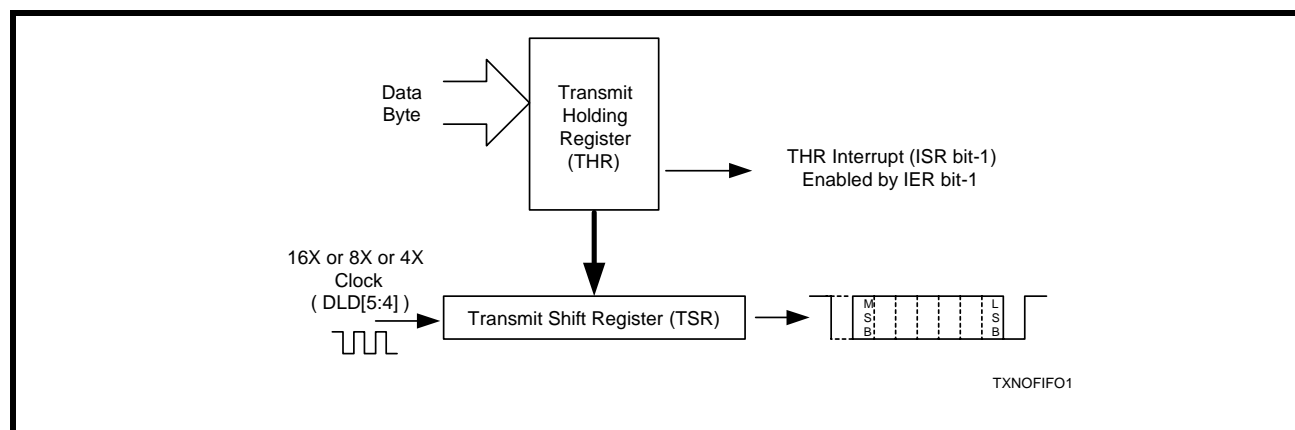 Data
Byte
Transmit
Holding
Register
(THR)
THR Interrupt (ISR bit-1)
Enabled by IER bit-1
16X or 8X or 4X
Clock
( DLD[5:4] )
Transmit Shift Register (TSR)
M
S
B
L
S
B
TXNOFIFO1